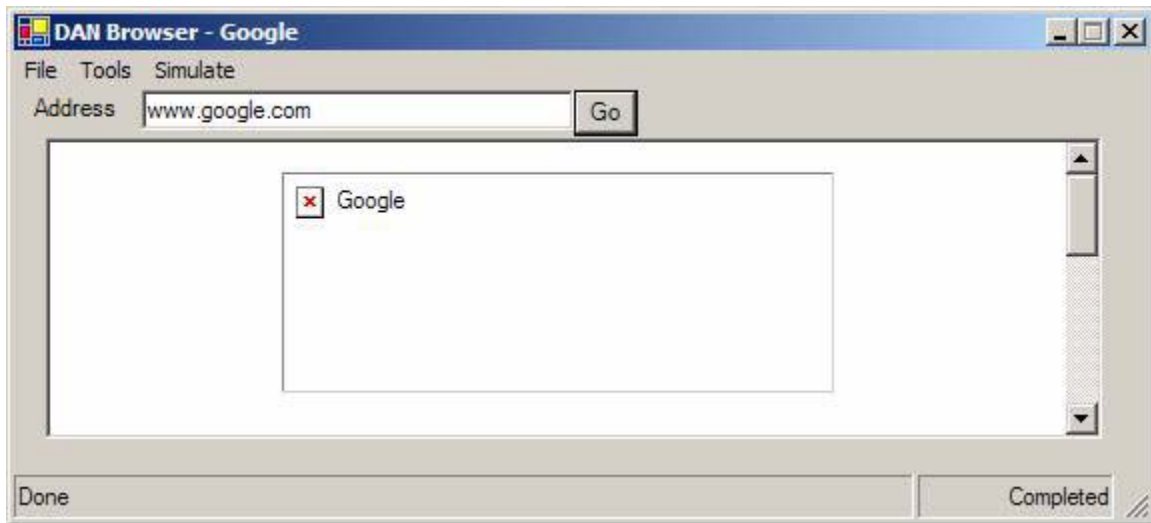 DAN Browser - Google
File Tools Simulate
Address www.google.com Go
Google
Done Completed